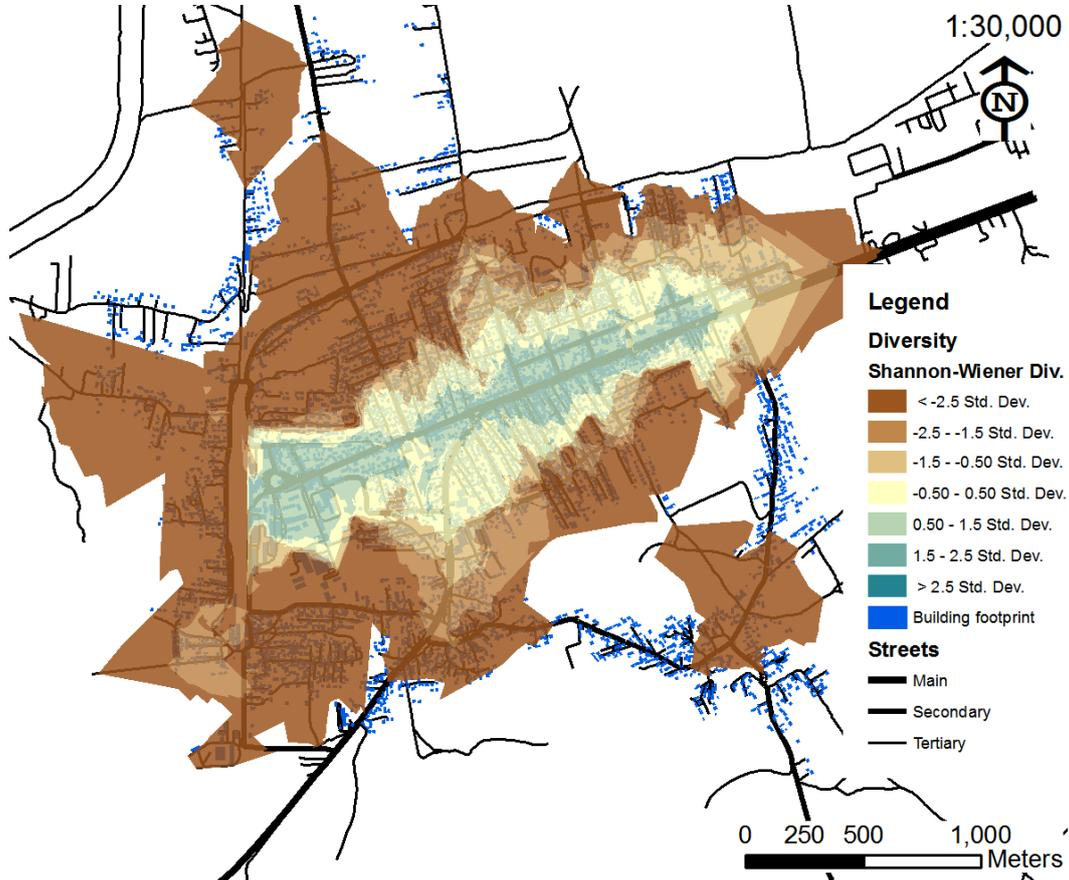 1:30,000
N
Legend
Diversity
Shannon-Wiener Div.
< -2.5 Std. Dev.
-2.5 - -1.5 Std. Dev.
-1.5 - -0.50 Std. Dev.
-0.50 - 0.50 Std. Dev.
0.50 - 1.5 Std. Dev.
1.5 - 2.5 Std. Dev.
> 2.5 Std. Dev.
Building footprint
Streets
Main
Secondary
Tertiary
0 250 500 1,000
Meters